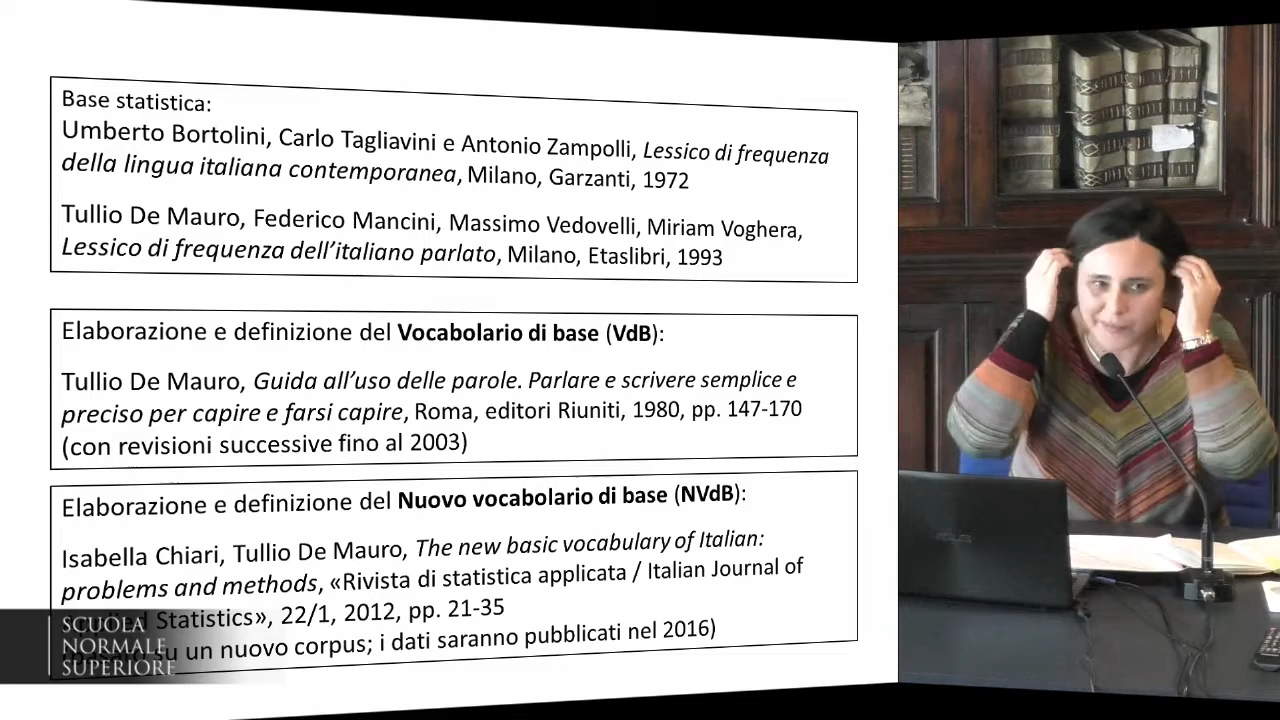 Base statistica:
Umberto Bortolini, Carlo Tagliavini e Antonio Zampolli, Lessico di frequenza
della lingua italiana contemporanea, Milano, Garzanti, 1972
Tullio De Mauro, Federico Mancini, Massimo Vedovelli, Miriam Voghera,
Lessico di frequenza dell'italiano parlato, Milano, Etaslibri, 1993
Elaborazione e definizione del Vocabolario di base (VdB):
Tullio De Mauro, Guida all'uso delle parole. Parlare e scrivere semplice e
preciso per capire e farsi capire, Roma, editori Riuniti, 1980, pp. 147-170
(con revisioni successive fino al 2003)
Elaborazione e definizione del Nuovo vocabolario di base (NVdB):
Isabella Chiari, Tullio De Mauro, The new basic vocabulary of Italian:
problems and methods, «Rivista di statistica applicata / Italian Journal of
Statistics», 22/1, 2012, pp. 21-35
su un nuovo corpus; i dati saranno pubblicati nel 2016)
SCUOLA
NORMALE
SUPERIORE